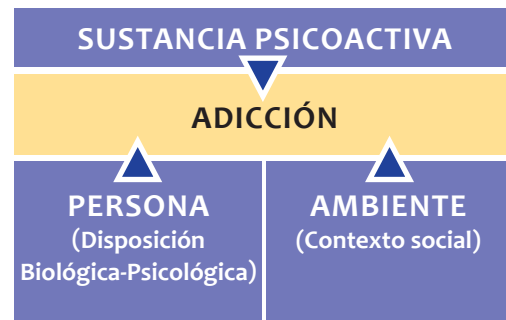 SUSTANCIA PSICOACTIVA
ADICCIÓN
PERSONA
(Disposición
Biológica-Psicológica)
AMBIENTE
(Contexto social)